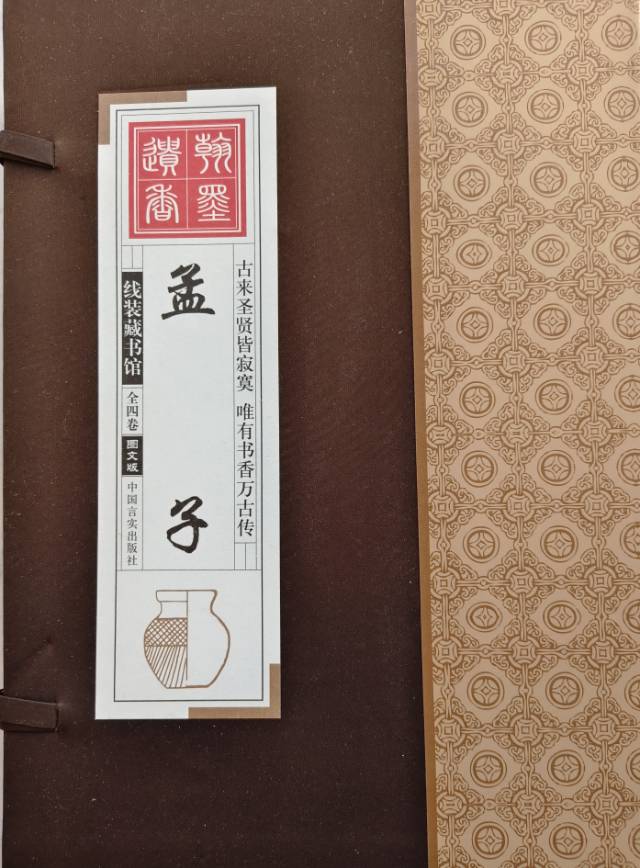 翰墨遺香
古来圣贤皆寂寞 唯有书香万古传
孟子
线装藏书馆 全四卷 图文版 中国言实出版社